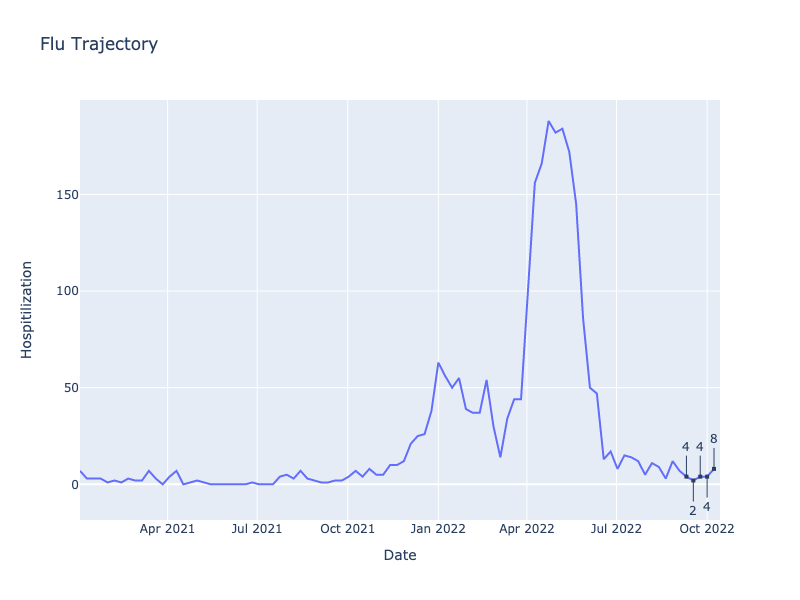 Flu Trajectory
Hospitilization
150
100
50
0
4
4
8
2
4
Apr 2021
Jul 2021
Oct 2021
Jan 2022
Apr 2022
Jul 2022
Oct 2022
Date